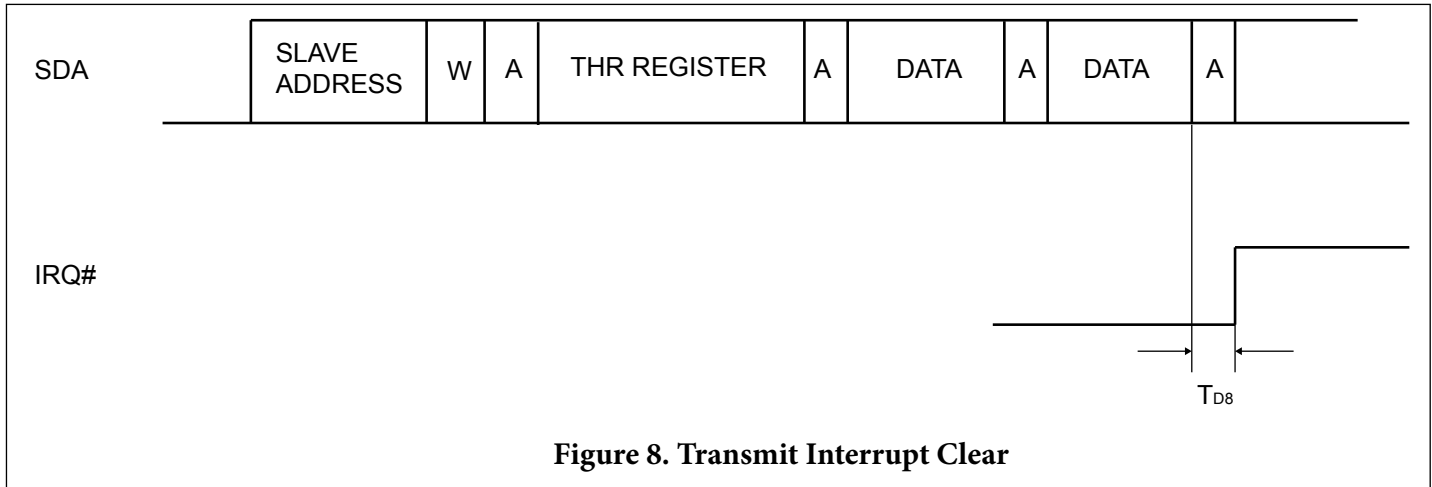 SDA
SLAVE
ADDRESS
W
A
THR REGISTER
A
DATA
A
DATA
A
IRQ#
TD8
Figure 8. Transmit Interrupt Clear